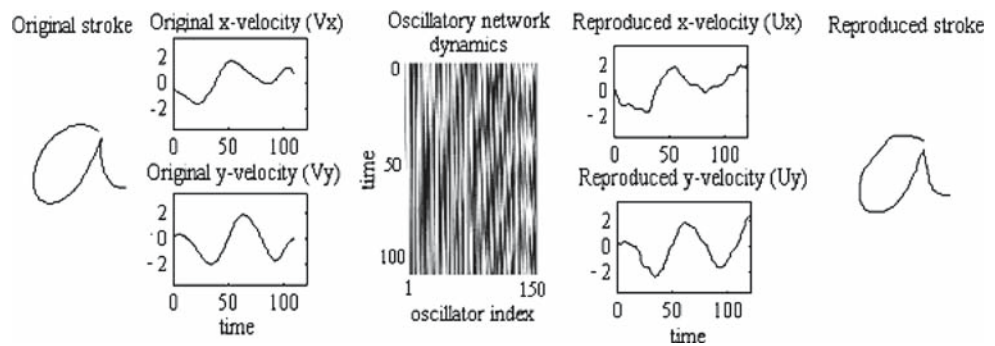 Original stroke
Original x-velocity (Vx)
2
0
-2
0 50 100
Original y-velocity (Vy)
2
0
-2
0 50 100
time
Oscillatory network
dynamics
0
50
100
time
1 150
oscillator index
Reproduced x-velocity (Ux)
2
0
-2
0 50 100
Reproduced y-velocity (Uy)
2
0
-2
0 50 100
time
Reproduced stroke